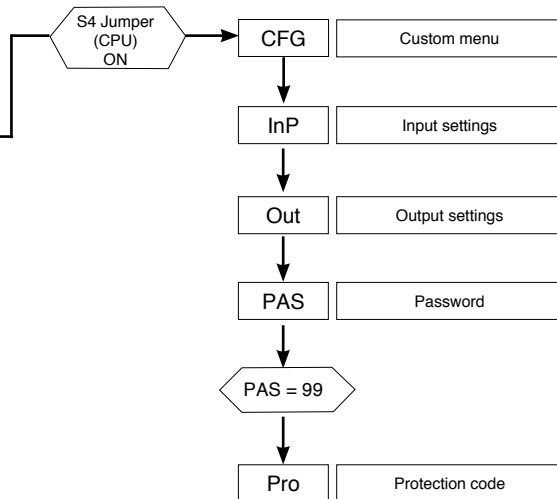 S4 Jumper
(CPU)
ON
CFG
Custom menu
InP
Input settings
Out
Output settings
PAS
Password
PAS = 99
Pro
Protection code